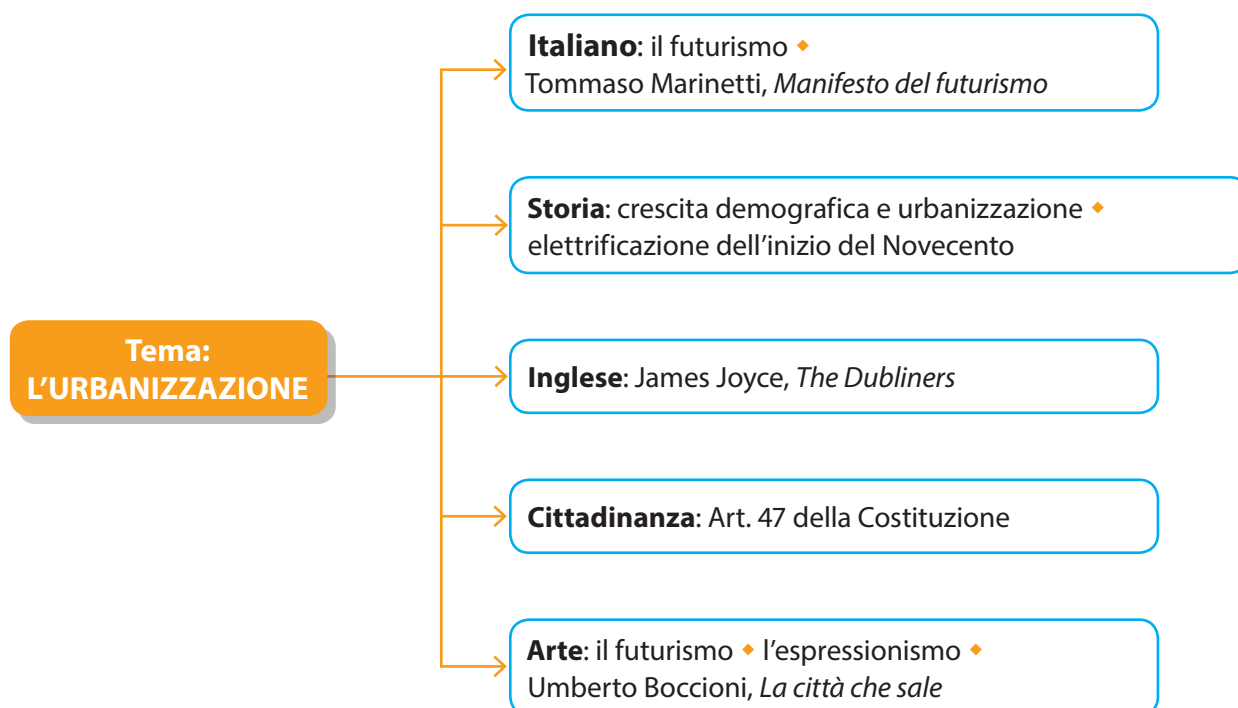 Italiano: il futurismo ◆
Tommaso Marinetti, Manifesto del futurismo
Storia: crescita demografica e urbanizzazione ◆
elettrificazione dell’inizio del Novecento
Tema:
L’URBANIZZAZIONE
Inglese: James Joyce, The Dubliners
Cittadinanza: Art. 47 della Costituzione
Arte: il futurismo ◆ l’espressionismo ◆
Umberto Boccioni, La città che sale